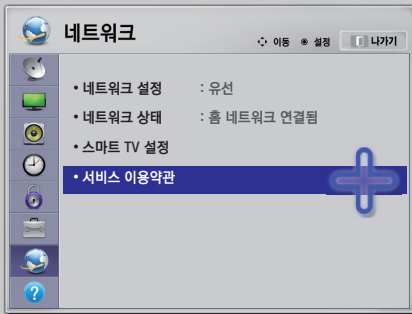 네트워크
이동 설정 나가기
• 네트워크 설정 : 유선
• 네트워크 상태 : 홈 네트워크 연결됨
• 스마트 TV 설정
• 서비스 이용약관
?